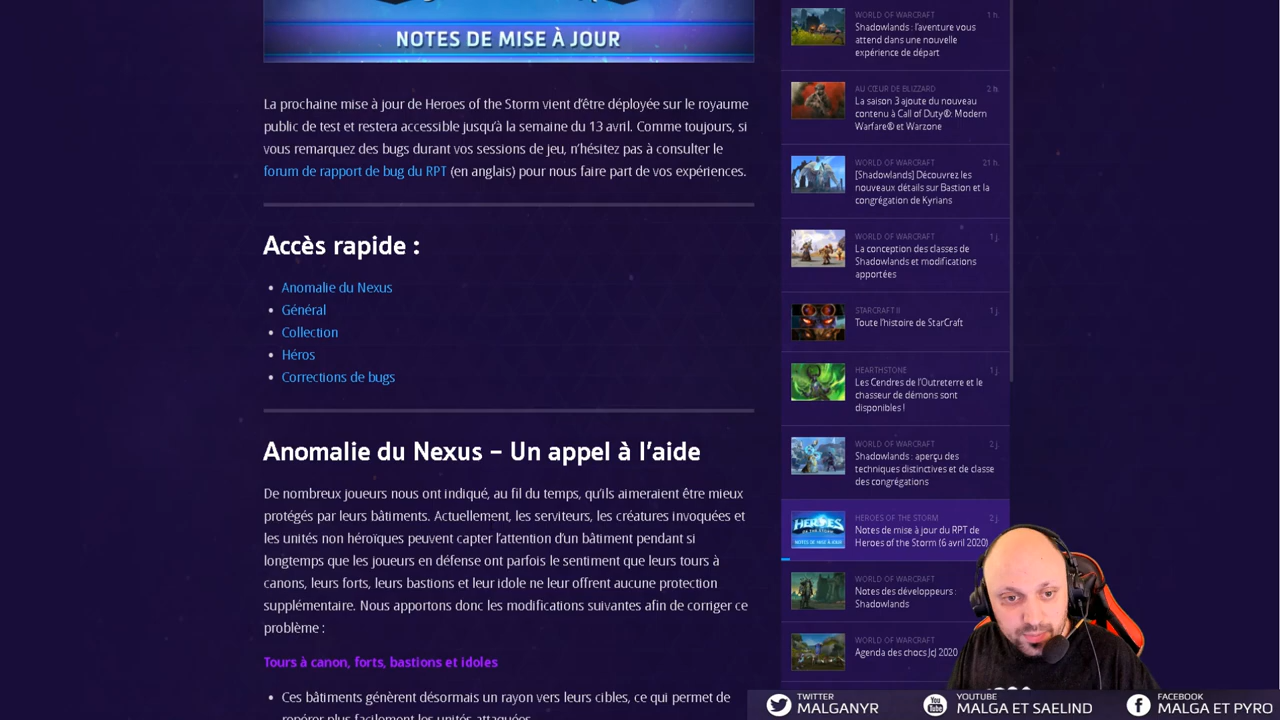 NOTES DE MISE À JOUR
La prochaine mise à jour de Heroes of the Storm vient d'être déployée sur le royaume
public de test et restera accessible jusqu'à la semaine du 13 avril. Comme toujours, si
vous remarquez des bugs durant vos sessions de jeu, n'hésitez pas à consulter le
forum de rapport de bug du RPT (en anglais) pour nous faire part de vos expériences.
Accès rapide :
• Anomalie du Nexus
• Général
• Collection
• Héros
• Corrections de bugs
Anomalie du Nexus – Un appel à l'aide
De nombreux joueurs nous ont indiqué, au fil du temps, qu'ils aimeraient être mieux
protégés par leurs bâtiments. Actuellement, les serviteurs, les créatures invoquées et
les unités non héroïques peuvent capter l'attention d'un bâtiment pendant si
longtemps que les joueurs en défense ont parfois le sentiment que leurs tours à
canons, leurs forts, leurs bastions et leur idole ne leur offrent aucune protection
supplémentaire. Nous apportons donc les modifications suivantes afin de corriger ce
problème :
Tours à canon, forts, bastions et idoles
• Ces bâtiments génèrent désormais un rayon vers leurs cibles, ce qui permet de
repérer plus facilement les unités attaquées.
WORLD OF WARCRAFT 1 h.
Shadowlands : l'aventure vous
attend dans une nouvelle
expérience de départ
AU CŒUR DE BLIZZARD 2 h.
La saison 3 ajoute du nouveau
contenu à Call of Duty®: Modern
Warfare® et Warzone
WORLD OF WARCRAFT 21 h.
[Shadowlands] Découvrez les
nouveaux détails sur Bastion et la
congrégation de Kyrians
WORLD OF WARCRAFT 1 j.
La conception des classes de
Shadowlands et modifications
apportées
STARCRAFT II 1 j.
Toute l'histoire de StarCraft
HEARTHSTONE 1 j.
Les Cendres de l'Outreterre et le
chasseur de démons sont
disponibles !
WORLD OF WARCRAFT 2 j.
Shadowlands : aperçu des
techniques distinctives et de classe
des congrégations
HEROES OF THE STORM 2 j.
Notes de mise à jour du RPT de
Heroes of the Storm (6 avril 2020)
HEROES
NOTES DE MISE À JOUR
WORLD OF WARCRAFT
Notes des développeurs :
Shadowlands
WORLD OF WARCRAFT
Agenda des chocs JcJ 2020
TWITTER
MALGANYR
YOUTUBE
MALGA ET SAELIND
FACEBOOK
MALGA ET PYRO